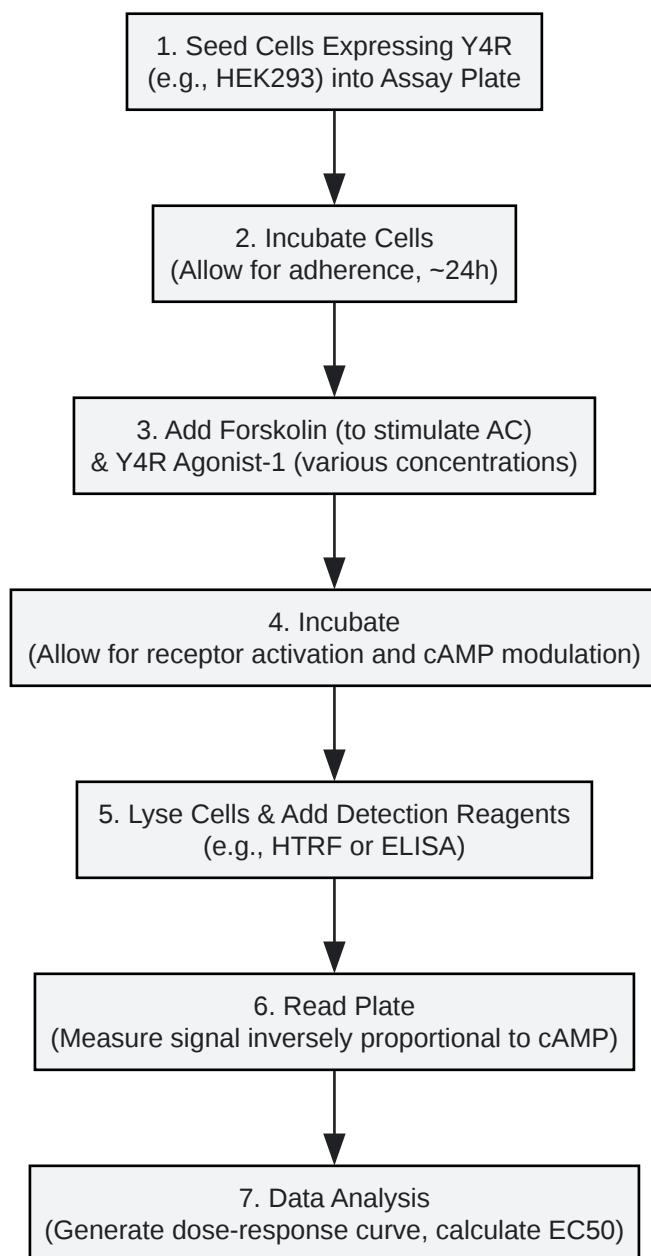 1. Seed Cells Expressing Y4R
(e.g., HEK293) into Assay Plate
2. Incubate Cells
(Allow for adherence, ~24h)
3. Add Forskolin (to stimulate AC)
& Y4R Agonist-1 (various concentrations)
4. Incubate
(Allow for receptor activation and cAMP modulation)
5. Lyse Cells & Add Detection Reagents
(e.g., HTRF or ELISA)
6. Read Plate
(Measure signal inversely proportional to cAMP)
7. Data Analysis
(Generate dose-response curve, calculate EC50)